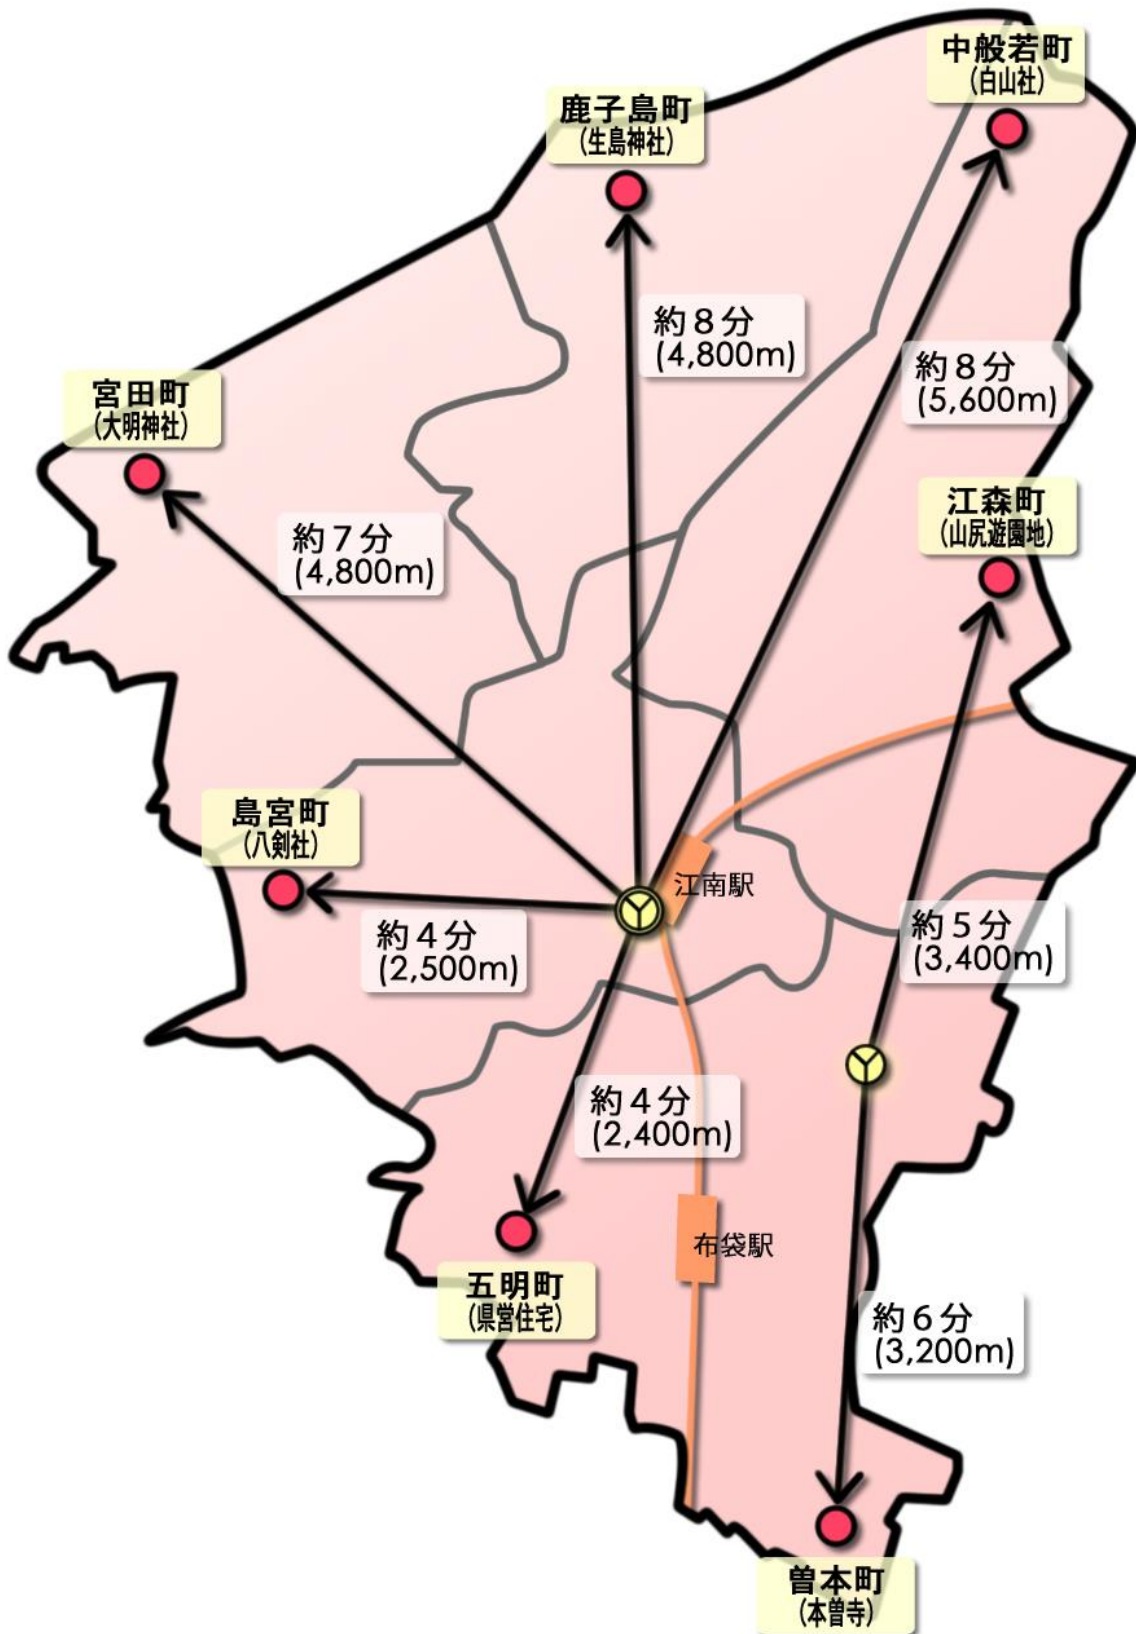 中般若町
（白山社）
鹿子島町
（生島神社）
約８分
(4,800m)
約８分
(5,600m)
宮田町
（大明神社）
江森町
（山尻遊園地）
約７分
(4,800m)
島宮町
（八剣社）
江南駅
約４分
(2,500m)
約５分
(3,400m)
約４分
(2,400m)
布袋駅
五明町
（県営住宅）
約６分
(3,200m)
曽本町
（本曽寺）